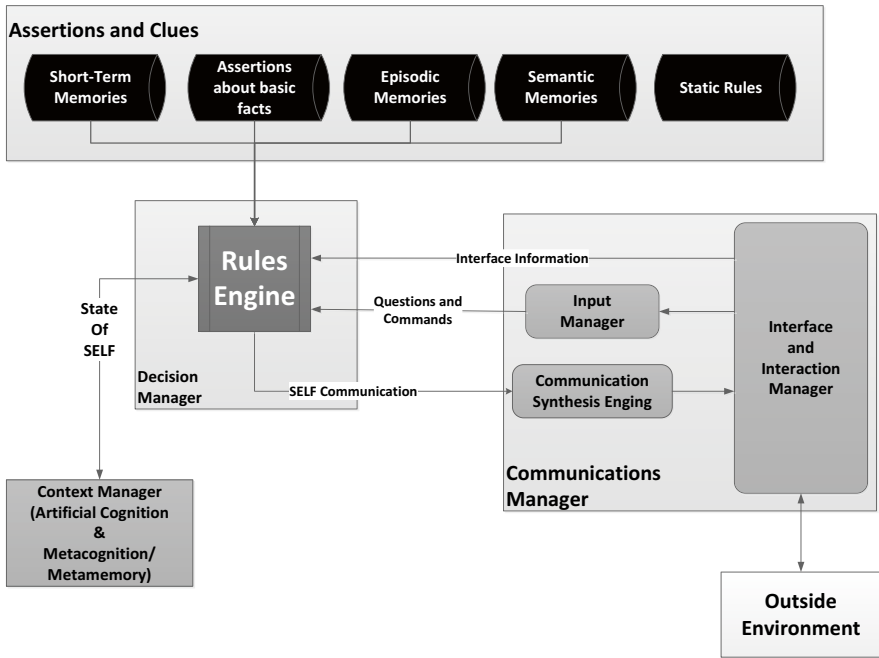 Assertions and Clues
Short-Term
Memories
Assertions
about basic
facts
Episodic
Memories
Semantic
Memories
Static Rules
Rules
Engine
Decision
Manager
State
Of
SELF
Interface Information
Questions and
Commands
SELF Communication
Input
Manager
Communication
Synthesis Enging
Interface
and
Interaction
Manager
Communications
Manager
Context Manager
(Artificial Cognition
&
Metacognition/
Metamemory)
Outside
Environment